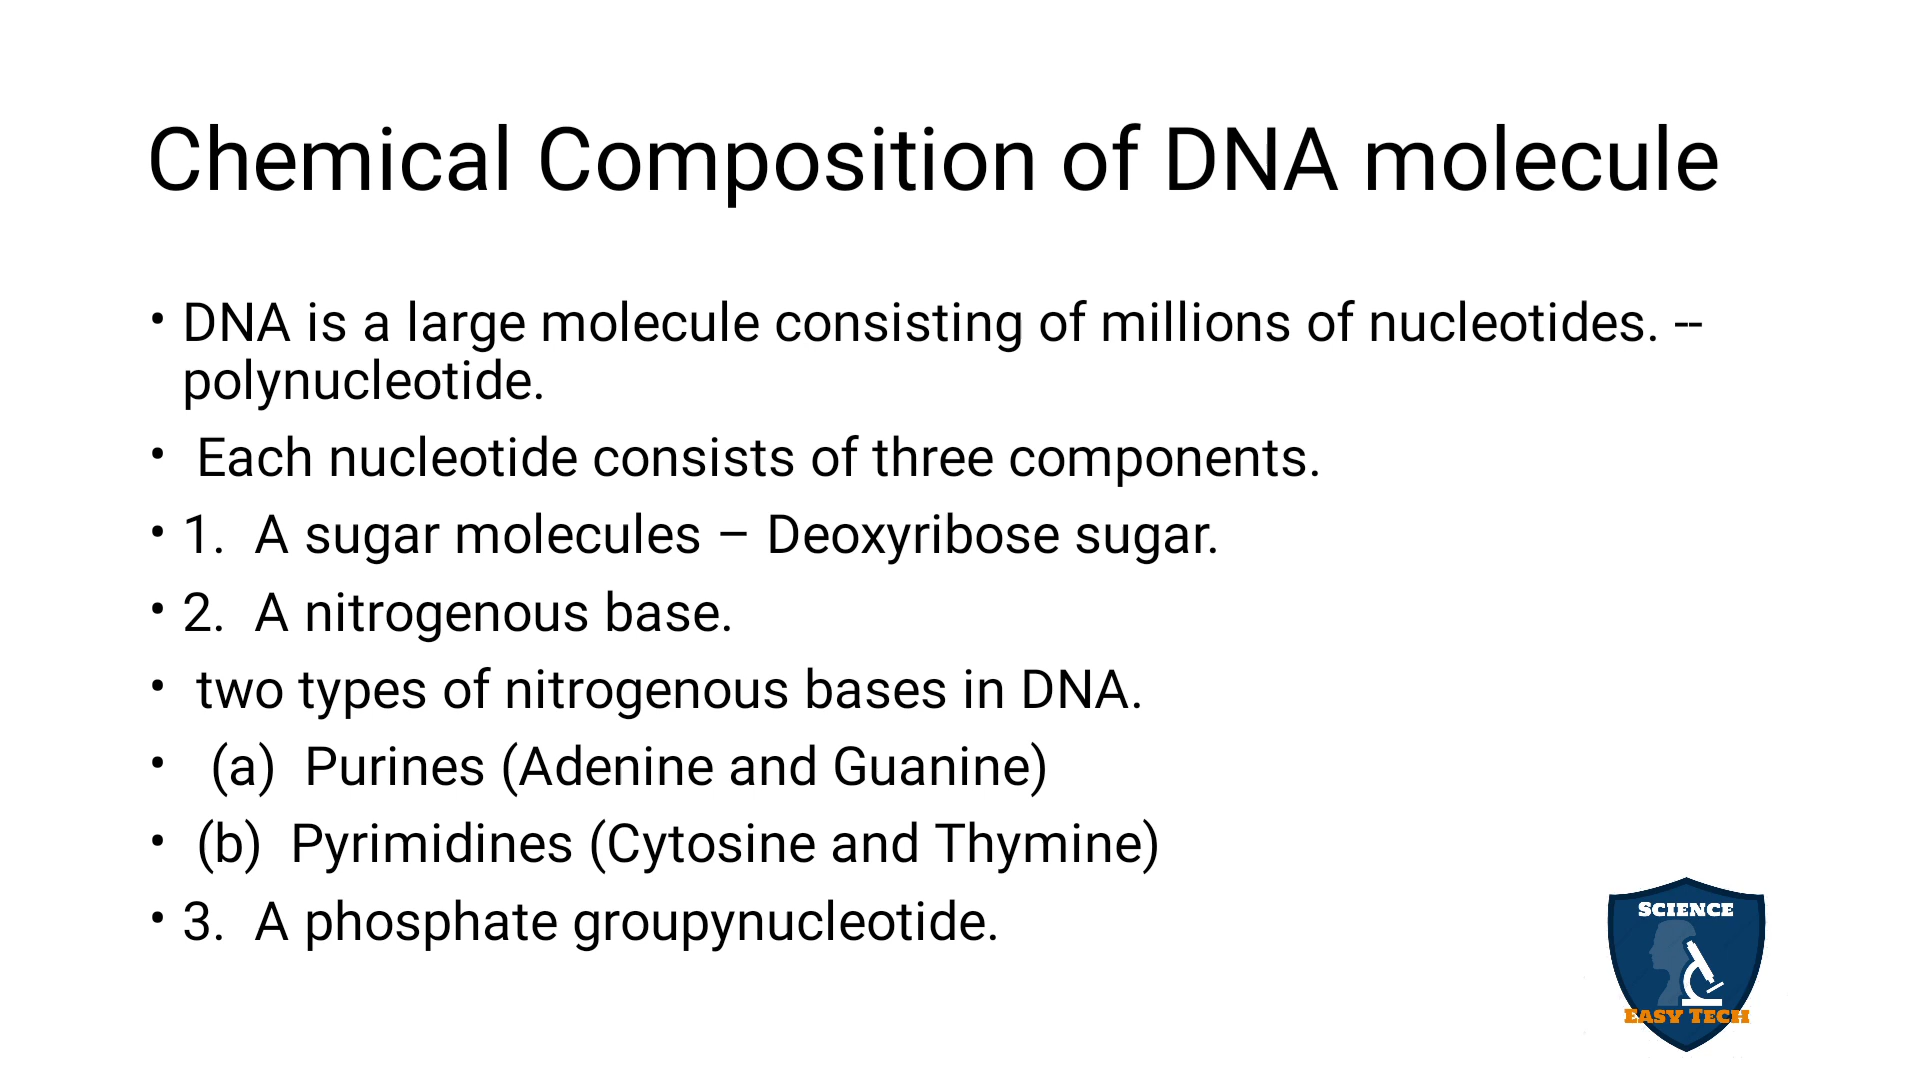 Chemical Composition of DNA molecule
• DNA is a large molecule consisting of millions of nucleotides. --
polynucleotide.
• Each nucleotide consists of three components.
• 1. A sugar molecules – Deoxyribose sugar.
• 2. A nitrogenous base.
• two types of nitrogenous bases in DNA.
• (a) Purines (Adenine and Guanine)
• (b) Pyrimidines (Cytosine and Thymine)
• 3. A phosphate groupynucleotide.
SCIENCE
EASY TECH